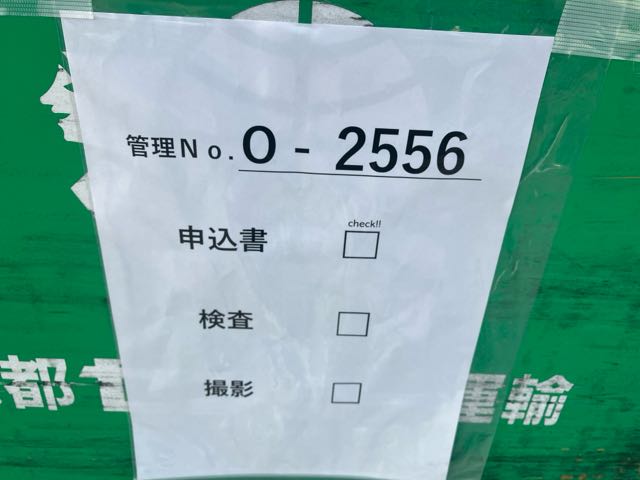 管理No. O - 2556
check!!
申込書 □
検査 □
撮影 □
都
輸